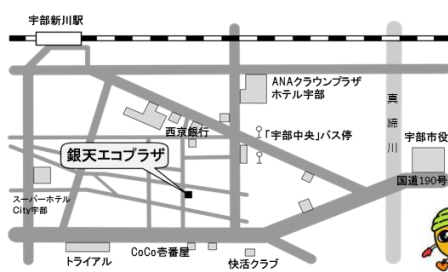 宇部新川駅
ANAクラウンプラザ
ホテル宇部
真締川
西京銀行
「宇部中央」バス停
宇部市役
銀天エコプラザ
国道190号
スーパーホテル
City宇部
トライアル
CoCo壱番屋
快活クラブ